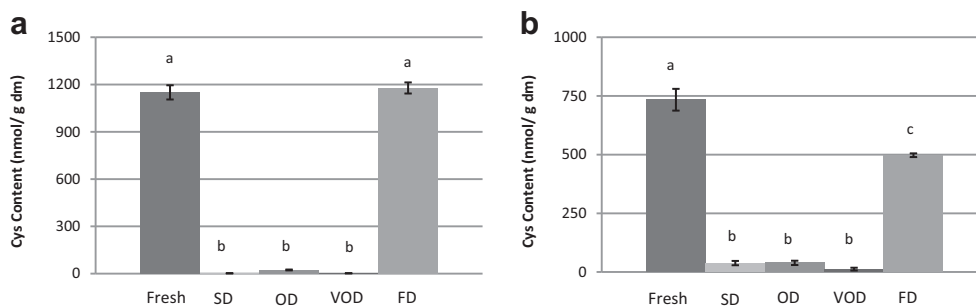 a
Cys Content (nmol/ g dm)
1500
1200
900
600
300
0
a
b
b
b
a
Fresh SD OD VOD FD
b
Cys Content (nmol/ g dm)
1000
750
500
250
0
a
b
b
b
c
Fresh SD OD VOD FD